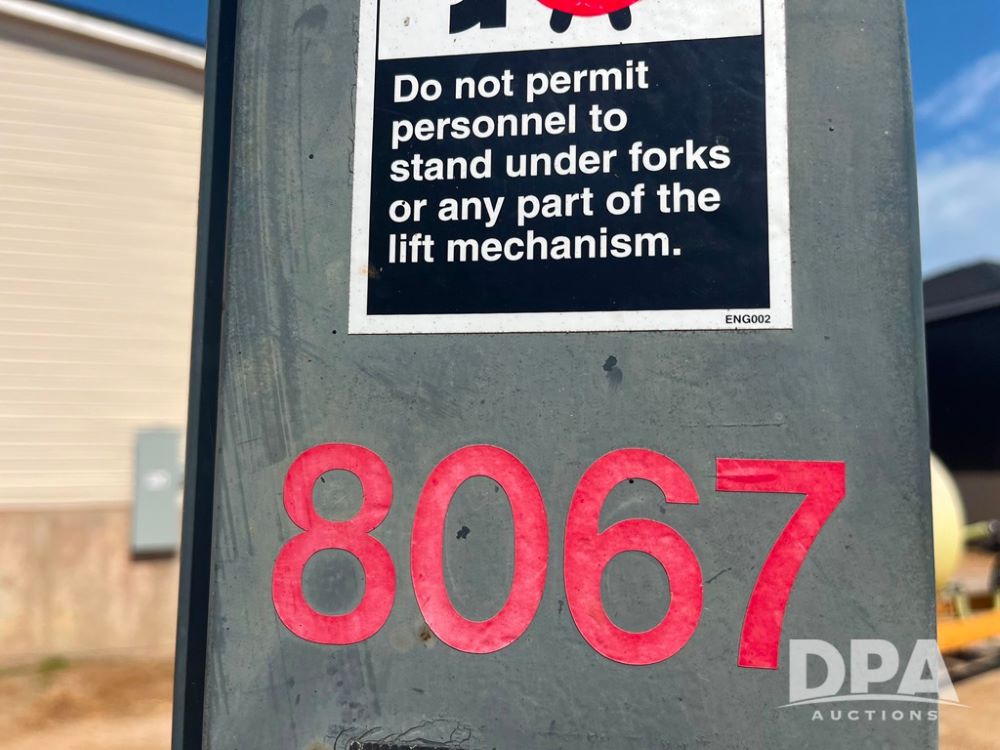 Do not permit
personnel to
stand under forks
or any part of the
lift mechanism.
ENG002
8067
DPA
AUCTIONS